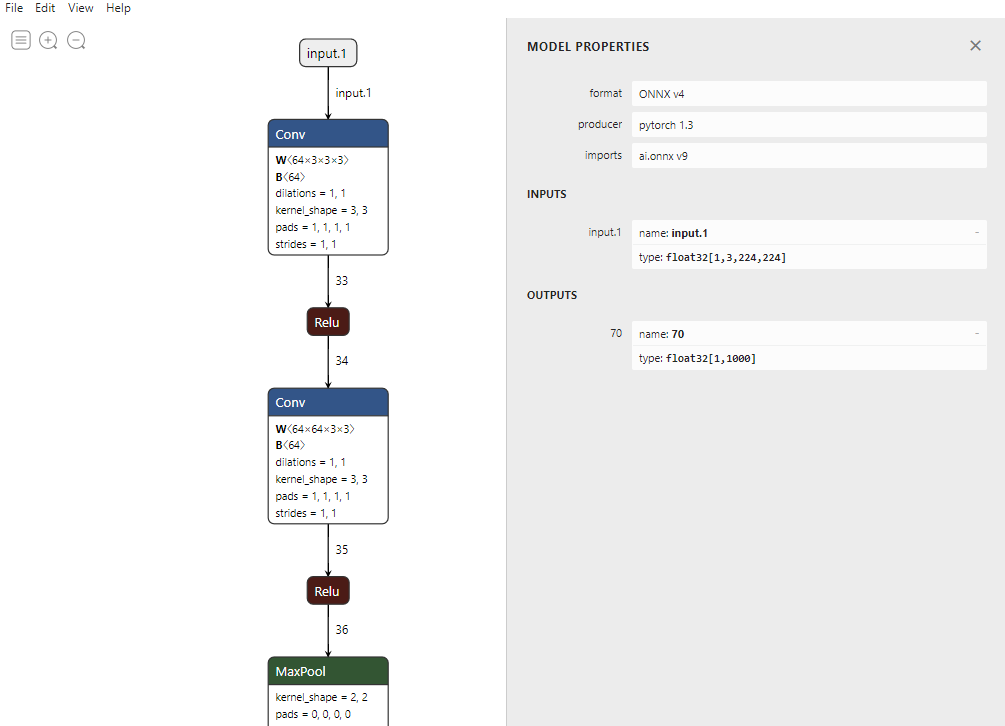 File Edit View Help
input.1
input.1
Conv
W⟨64×3×3×3⟩
B⟨64⟩
dilations = 1, 1
kernel_shape = 3, 3
pads = 1, 1, 1, 1
strides = 1, 1
33
Relu
34
Conv
W⟨64×64×3×3⟩
B⟨64⟩
dilations = 1, 1
kernel_shape = 3, 3
pads = 1, 1, 1, 1
strides = 1, 1
35
Relu
36
MaxPool
kernel_shape = 2, 2
pads = 0, 0, 0, 0
MODEL PROPERTIES
format ONNX v4
producer pytorch 1.3
imports ai.onnx v9
INPUTS
input.1 name: input.1 -
type: float32[1,3,224,224]
OUTPUTS
70 name: 70 -
type: float32[1,1000]